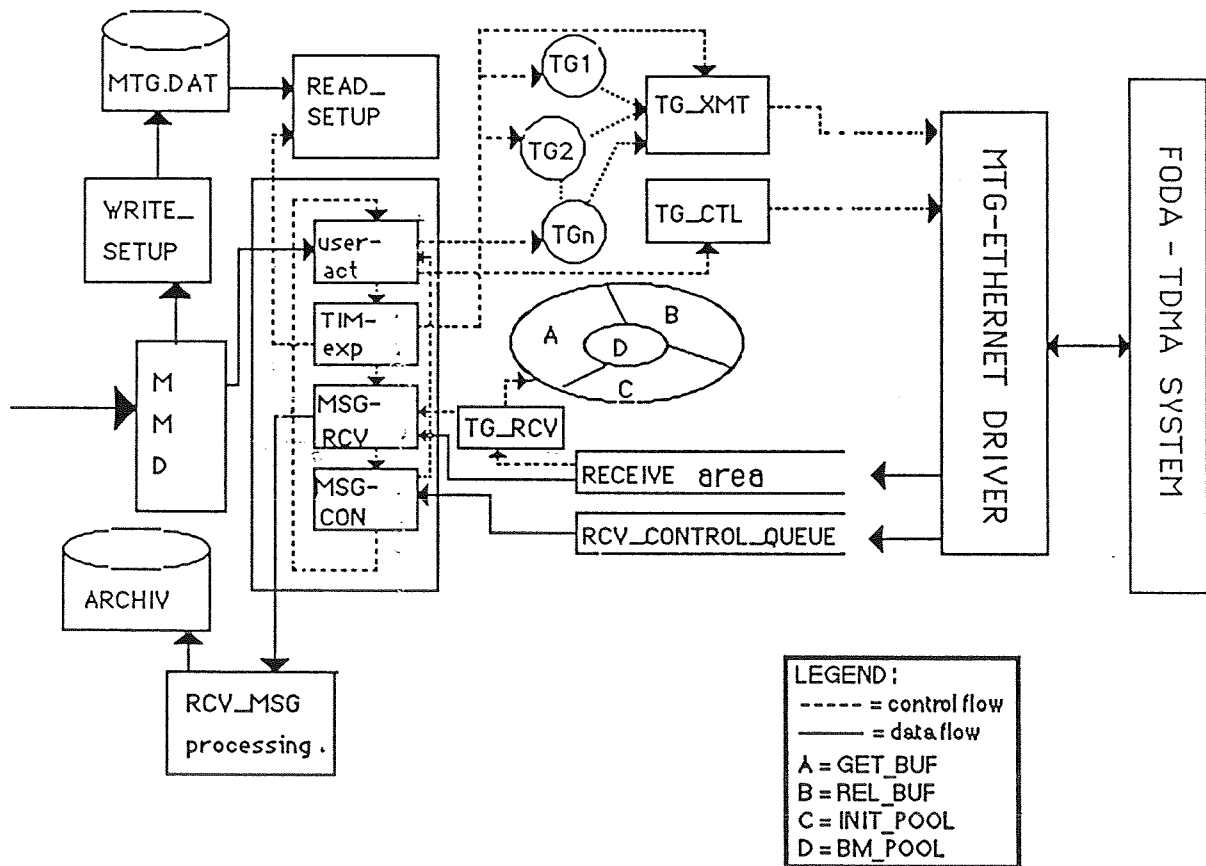 MTG.DAT
READ_
SETUP
TG1
TG_XMT
TG2
WRITE_
SETUP
TGn
TG_CTL
user-
act
TIM-
exp
A
B
D
C
M
M
D
MSG-
RCV
TG_RCV
RECEIVE area
MSG-
CON
RCV_CONTROL_QUEUE
MTG-ETHERNET DRIVER
FODA - TDMA SYSTEM
ARCHIV
RCV_MSG
processing.
LEGEND:
= control flow
= data flow
A = GET_BUF
B = REL_BUF
C = INIT_POOL
D = BM_POOL